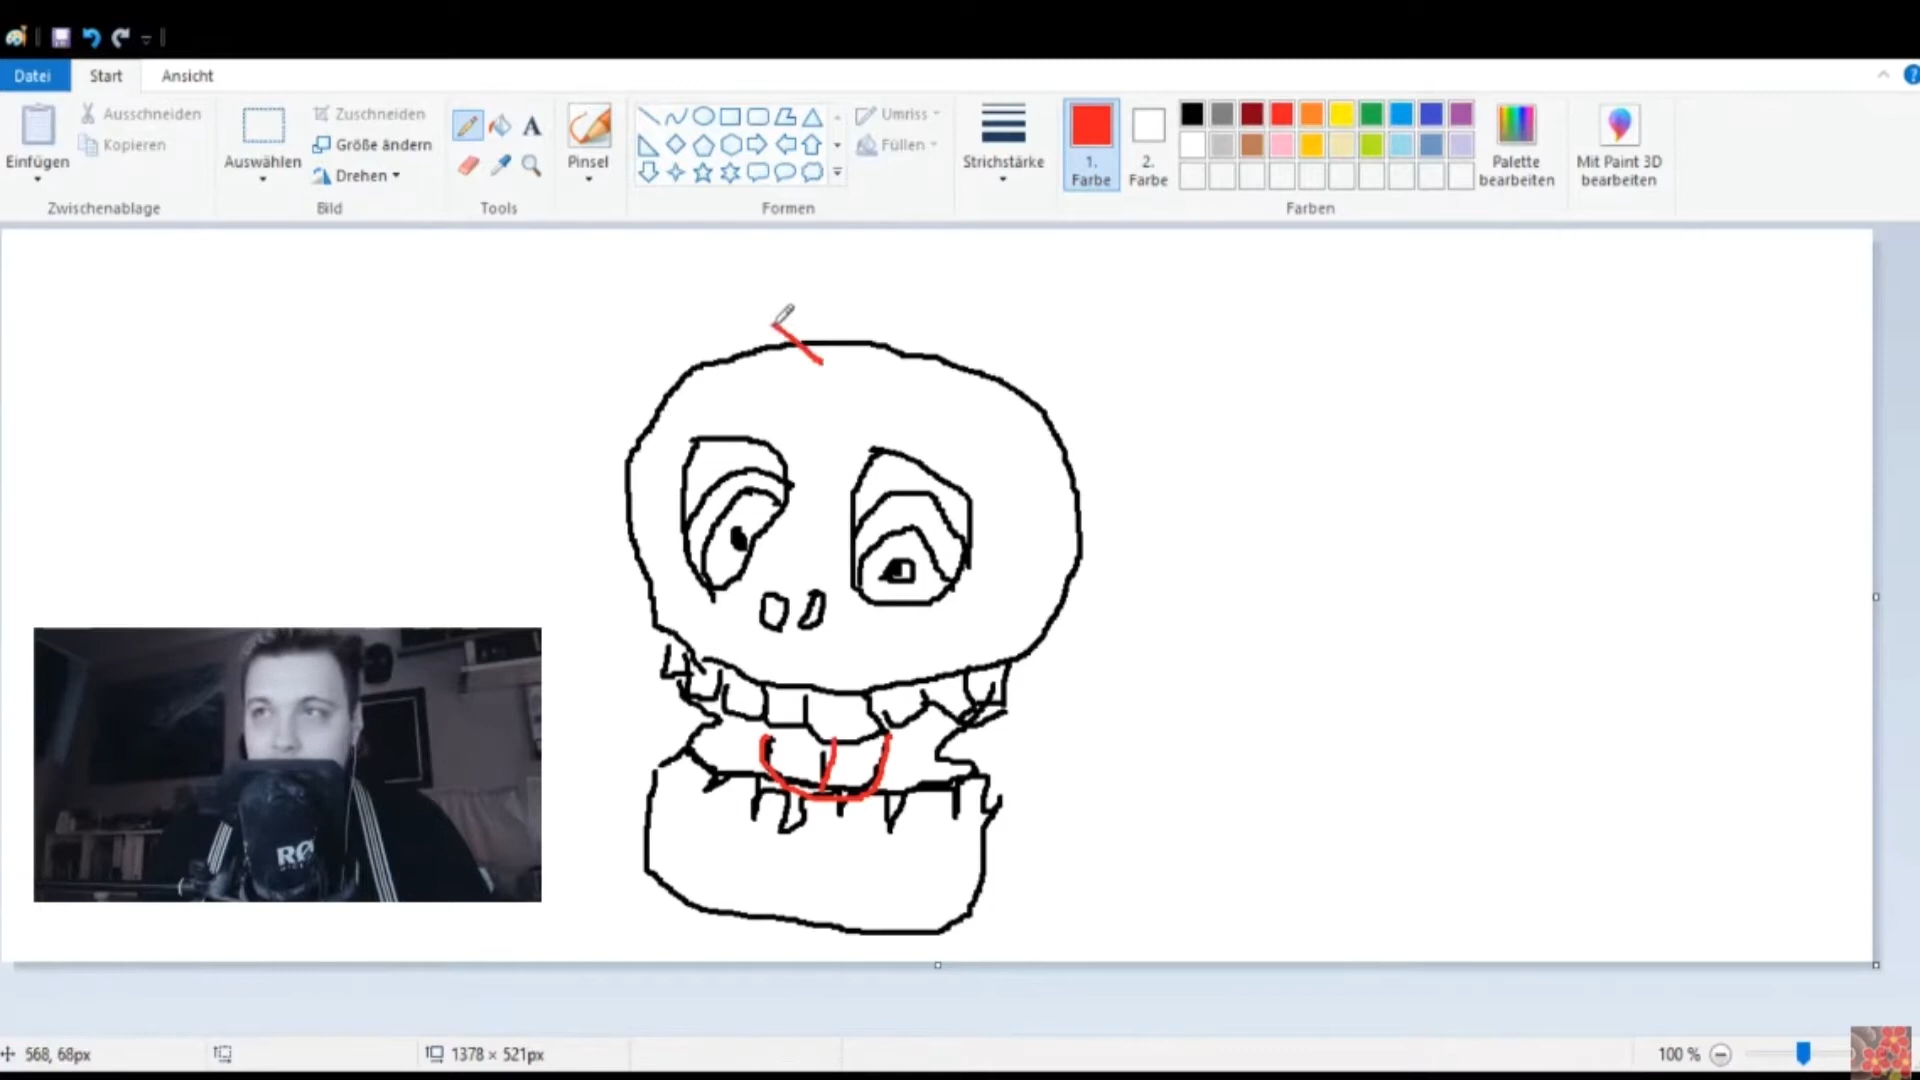 Datei Start Ansicht
Einfügen
Ausschneiden
Kopieren
Zwischenablage
Auswählen
Zuschneiden
Größe ändern
Drehen
Bild
A
Tools
Pinsel
Formen
Umriss
Füllen
Strichstärke
1.
Farbe
2.
Farbe
Farben
Palette
bearbeiten
Mit Paint 3D
bearbeiten
?
568, 68px
1378 × 521px
100 %